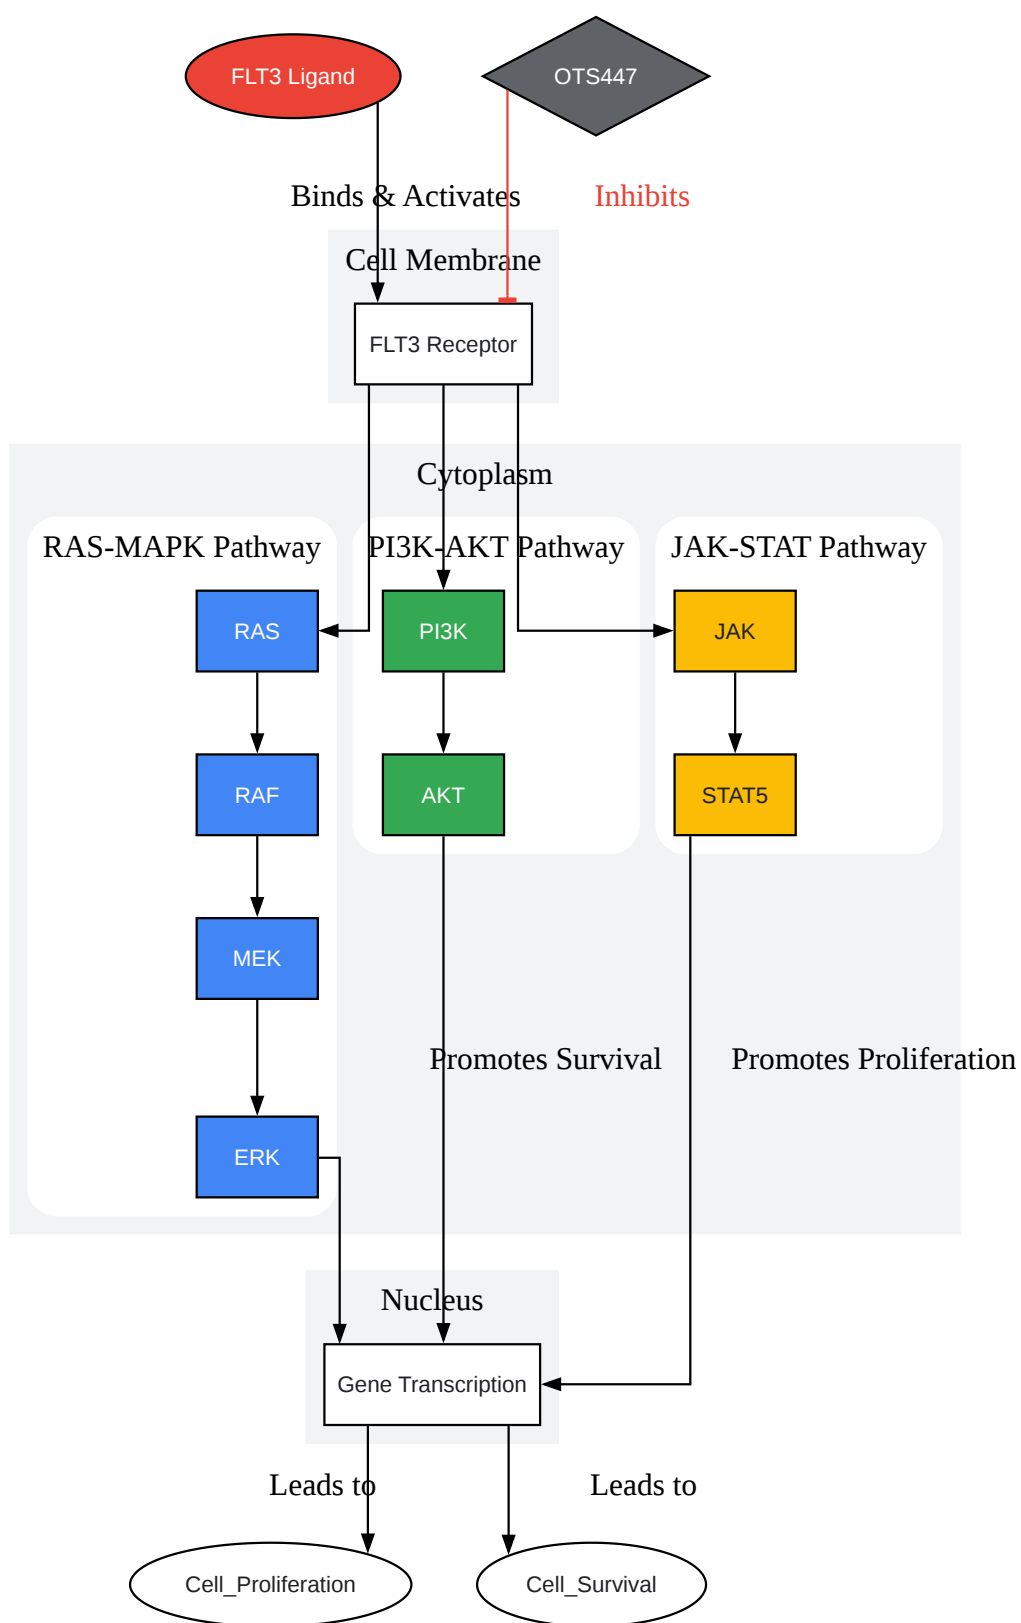 FLT3 Ligand
OTS447
Binds & Activates
Inhibits
Cell Membrane
FLT3 Receptor
Cytoplasm
RAS-MAPK Pathway
PI3K-AKT Pathway
JAK-STAT Pathway
RAS
PI3K
JAK
RAF
AKT
STAT5
MEK
Promotes Survival
Promotes Proliferation
ERK
Nucleus
Gene Transcription
Leads to
Leads to
Cell_Proliferation
Cell_Survival